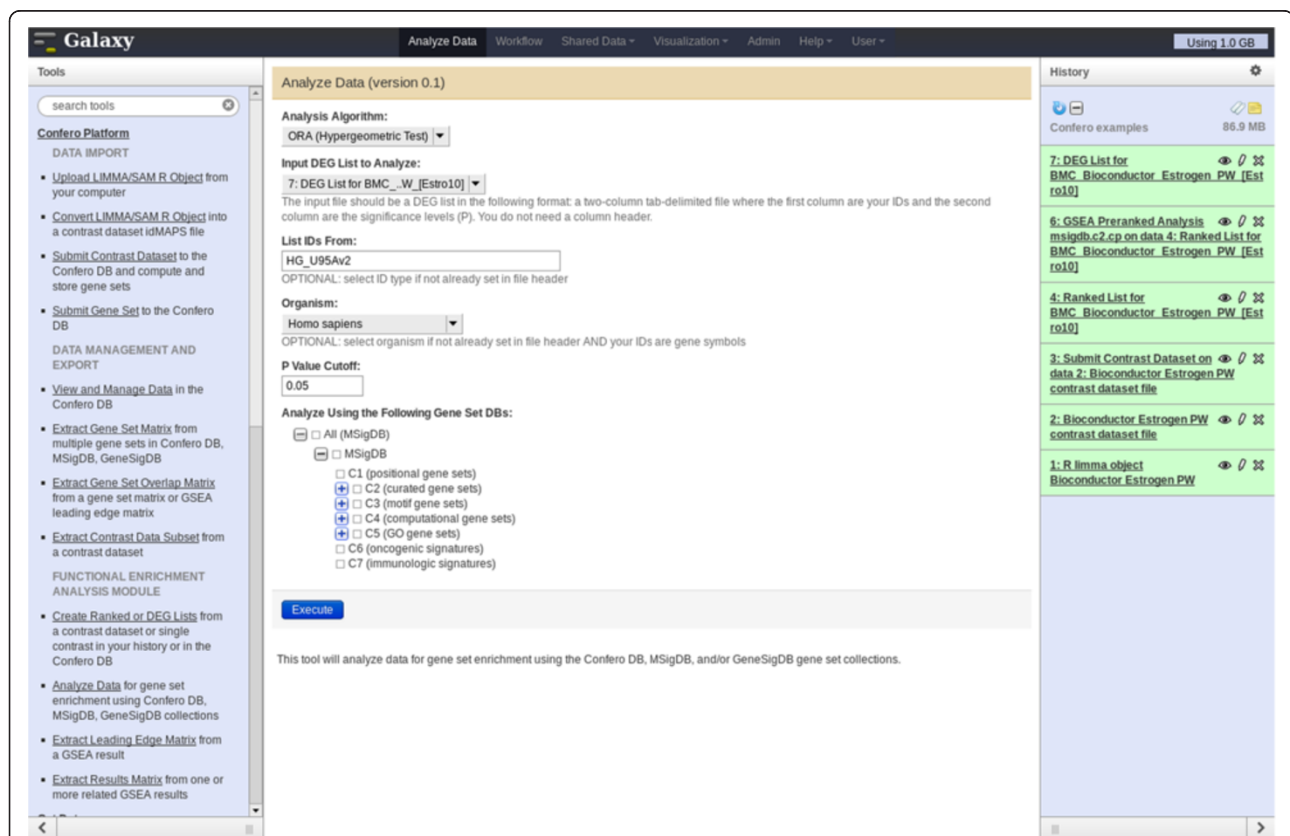 Galaxy
Analyze Data Workflow Shared Data Visualization Admin Help User
Using 1.0 GB
Tools
search tools
Confero Platform
DATA IMPORT
Upload LIMMA/SAM R Object from
your computer
Convert LIMMA/SAM R Object into
a contrast dataset idMAPS file
Submit Contrast Dataset to the
Confero DB and compute and
store gene sets
Submit Gene Set to the Confero
DB
DATA MANAGEMENT AND
EXPORT
View and Manage Data in the
Confero DB
Extract Gene Set Matrix from
multiple gene sets in Confero DB,
MSigDB, GeneSigDB
Extract Gene Set Overlap Matrix
from a gene set matrix or GSEA
leading edge matrix
Extract Contrast Data Subset from
a contrast dataset
FUNCTIONAL ENRICHMENT
ANALYSIS MODULE
Create Ranked or DEG Lists from
a contrast dataset or single
contrast in your history or in the
Confero DB
Analyze Data for gene set
enrichment using Confero DB,
MSigDB, GeneSigDB collections
Extract Leading Edge Matrix from
a GSEA result
Extract Results Matrix from one or
more related GSEA results
Analyze Data (version 0.1)
Analysis Algorithm:
ORA (Hypergeometric Test)
Input DEG List to Analyze:
7: DEG List for BMC_..W_[Estro10]
The input file should be a DEG list in the following format: a two-column tab-delimited file where the first column are your IDs and the second
column are the significance levels (P). You do not need a column header.
List IDs From:
HG_U95Av2
OPTIONAL: select ID type if not already set in file header
Organism:
Homo sapiens
OPTIONAL: select organism if not already set in file header AND your IDs are gene symbols
P Value Cutoff:
0.05
Analyze Using the Following Gene Set DBs:
All (MSigDB)
MSigDB
C1 (positional gene sets)
C2 (curated gene sets)
C3 (motif gene sets)
C4 (computational gene sets)
C5 (GO gene sets)
C6 (oncogenic signatures)
C7 (immunologic signatures)
Execute
This tool will analyze data for gene set enrichment using the Confero DB, MSigDB, and/or GeneSigDB gene set collections.
History
Confero examples 86.9 MB
7: DEG List for
BMC_Bioconductor_Estrogen_PW_[Est
ro10]
6: GSEA Preranked Analysis
msigdb.c2.cp on data 4: Ranked List for
BMC_Bioconductor_Estrogen_PW_[Est
ro10]
4: Ranked List for
BMC_Bioconductor_Estrogen_PW_[Est
ro10]
3: Submit Contrast Dataset on
data 2: Bioconductor Estrogen PW
contrast dataset file
2: Bioconductor Estrogen PW
contrast dataset file
1: R limma object
Bioconductor Estrogen PW